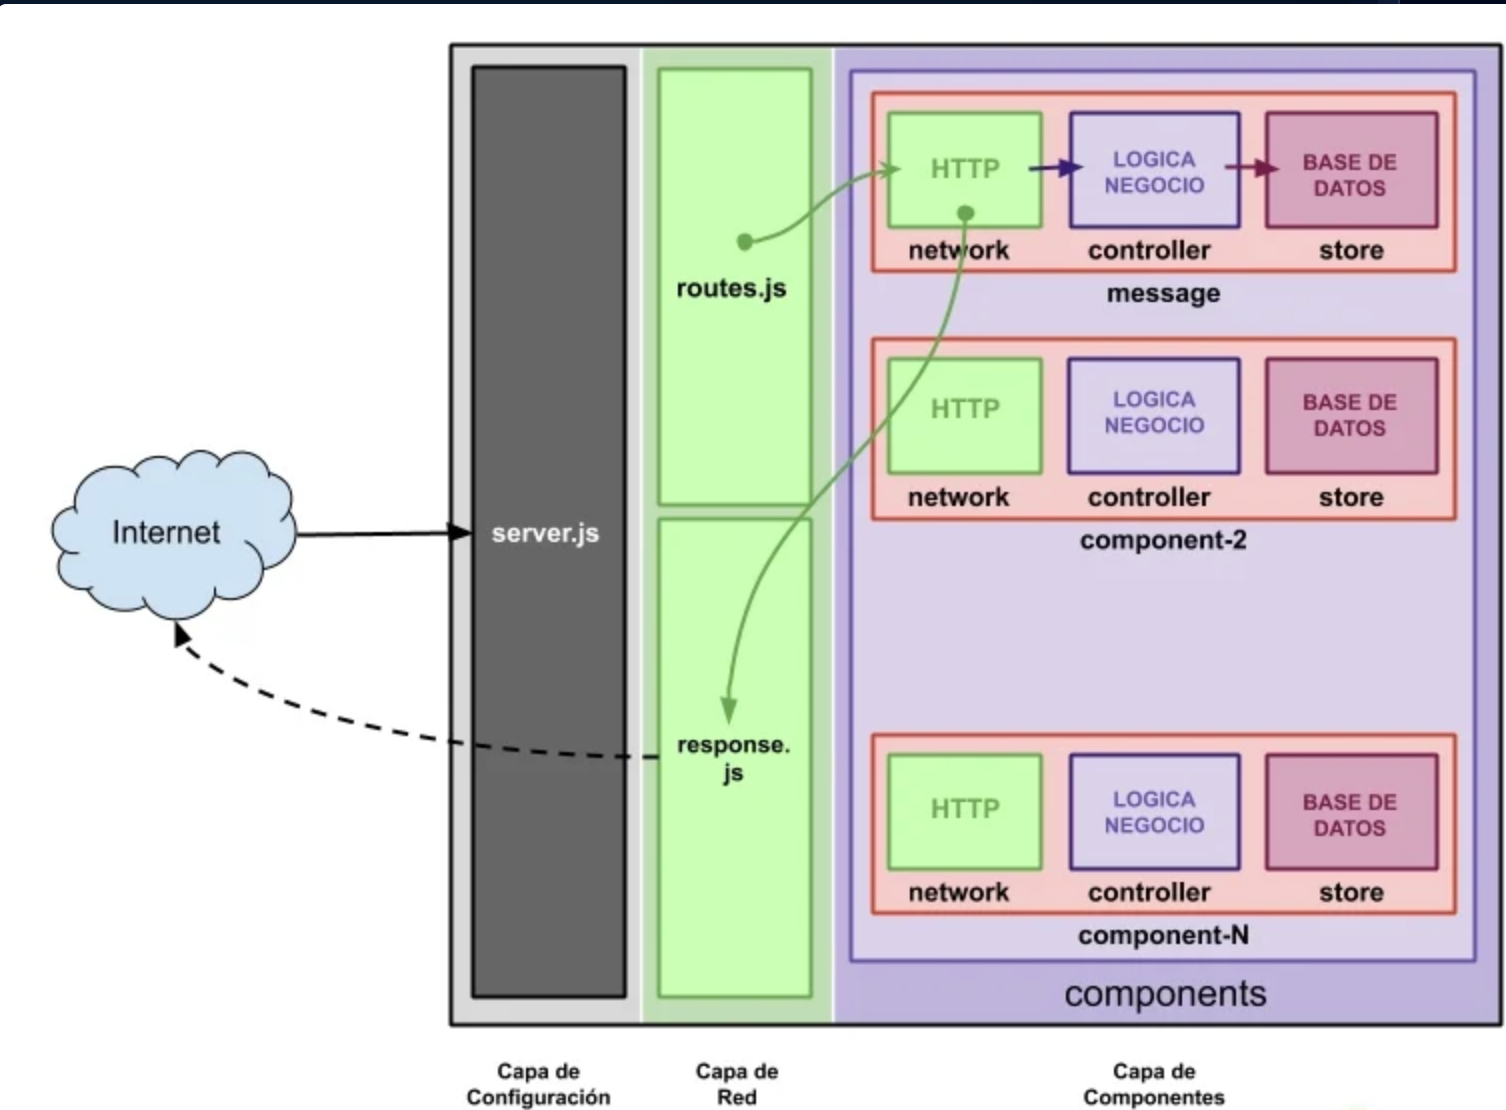 HTTP
LOGICA
NEGOCIO
BASE DE
DATOS
network
controller
store
message
routes.js
HTTP
LOGICA
NEGOCIO
BASE DE
DATOS
network
controller
store
component-2
Internet
server.js
response.
js
HTTP
LOGICA
NEGOCIO
BASE DE
DATOS
network
controller
store
component-N
components
Capa de
Configuración
Capa de
Red
Capa de
Componentes